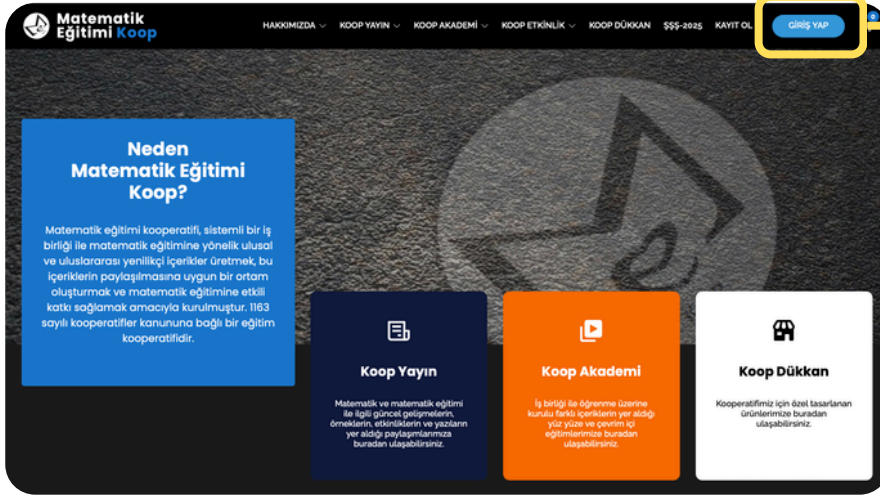 Matematik
Eğitimi Koop
HAKKIMIZDA
KOOP YAYIN
KOOP AKADEMİ
KOOP ETKİNLİK
KOOP DÜKKAN
ŞŞŞ-2025
KAYIT OL
GİRİŞ YAP
0
Neden
Matematik Eğitimi
Koop?
Matematik eğitimi kooperatifi, sistemli bir iş
birliği ile matematik eğitimine yönelik ulusal
ve uluslararası yenilikçi içerikler üretmek, bu
içeriklerin paylaşılmasına uygun bir ortam
oluşturmak ve matematik eğitimine etkili
katkı sağlamak amacıyla kurulmuştur. 1163
sayılı kooperatifler kanununa bağlı bir eğitim
kooperatifidir.
Koop Yayın
Matematik ve matematik eğitimi
ile ilgili güncel gelişmelerin,
örneklerin, etkinliklerin ve yazıların
yer aldığı paylaşımlarımıza
buradan ulaşabilirsiniz.
Koop Akademi
İş birliği ile öğrenme üzerine
kurulu farklı içeriklerin yer aldığı
yüz yüze ve çevrim içi
eğitimlerimize buradan
ulaşabilirsiniz.
Koop Dükkan
Kooperatifimiz için özel tasarlanan
ürünlerimize buradan
ulaşabilirsiniz.